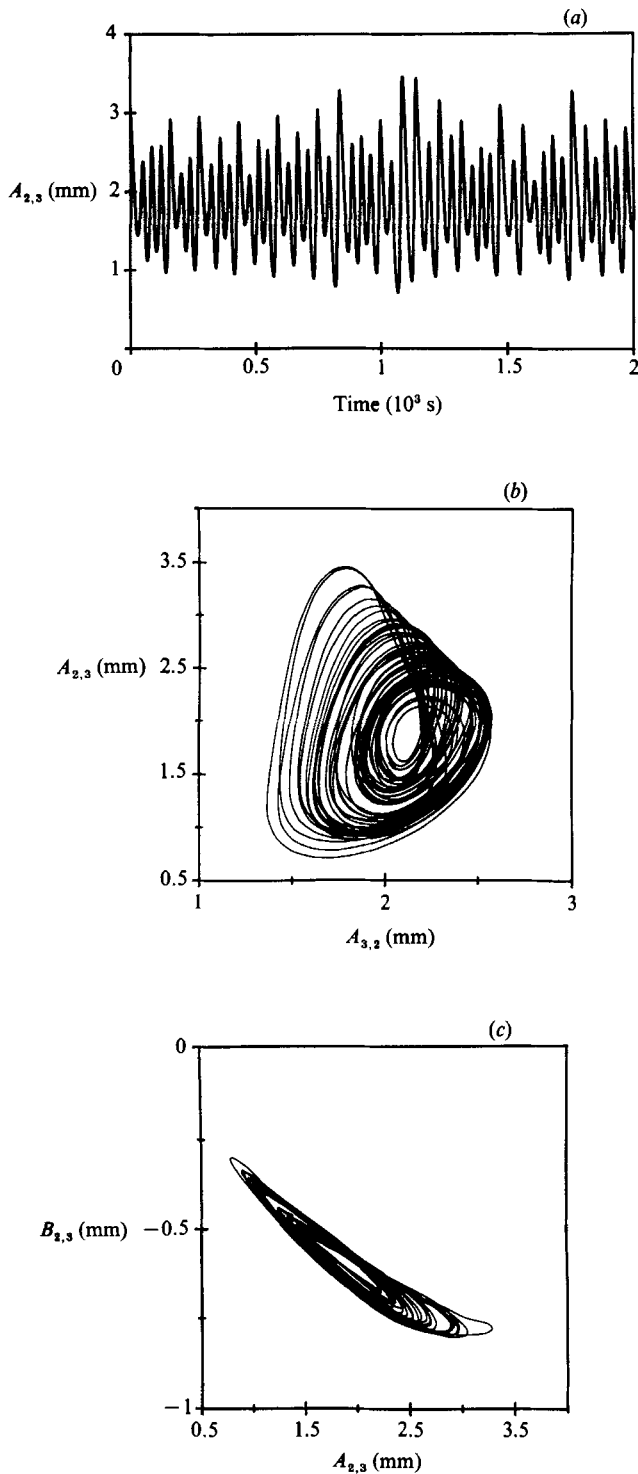 (a)
4
3
A₂,₃ (mm) 2
1
0 0.5 1 1.5 2
Time (10³ s)
(b)
3.5
A₂,₃ (mm) 2.5
1.5
0.5
1 2 3
A₃,₂ (mm)
(c)
0
B₂,₃ (mm) −0.5
−1
0.5 1.5 2.5 3.5
A₂,₃ (mm)